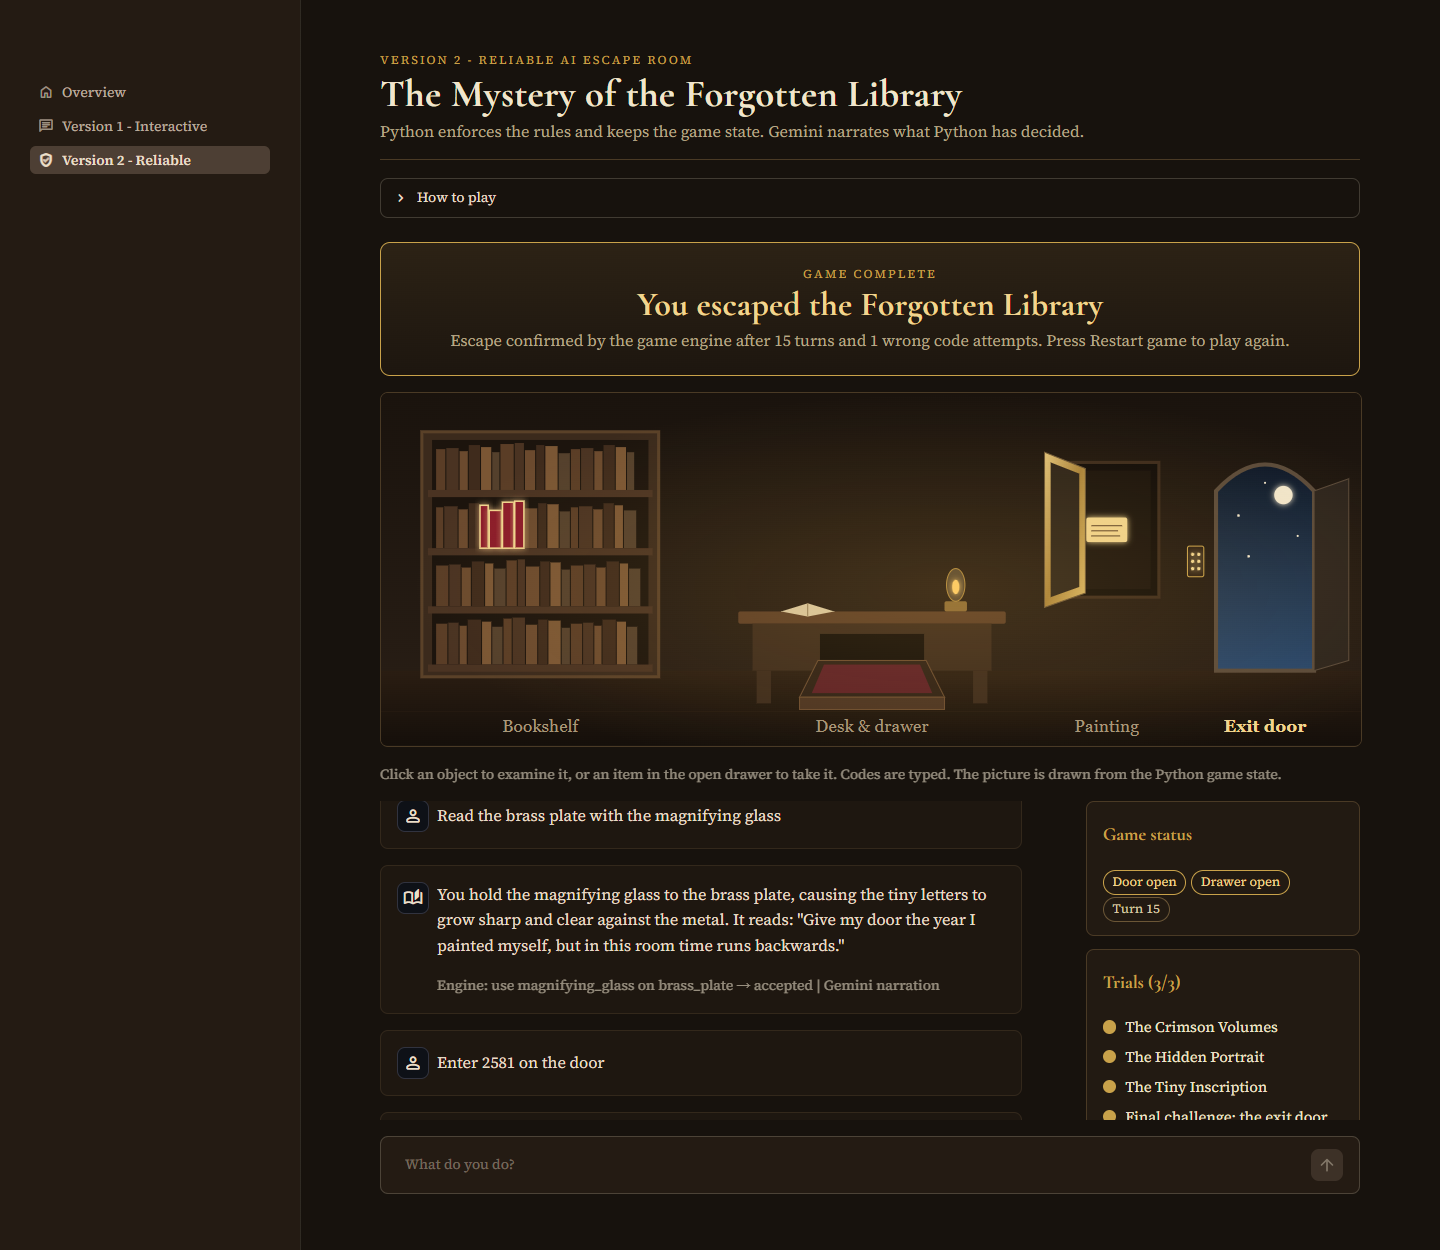 Overview
Version 1 - Interactive
Version 2 - Reliable
VERSION 2 - RELIABLE AI ESCAPE ROOM
The Mystery of the Forgotten Library
Python enforces the rules and keeps the game state. Gemini narrates what Python has decided.
How to play
GAME COMPLETE
You escaped the Forgotten Library
Escape confirmed by the game engine after 15 turns and 1 wrong code attempts. Press Restart game to play again.
Bookshelf
Desk & drawer
Painting
Exit door
Click an object to examine it, or an item in the open drawer to take it. Codes are typed. The picture is drawn from the Python game state.
Read the brass plate with the magnifying glass
You hold the magnifying glass to the brass plate, causing the tiny letters to
grow sharp and clear against the metal. It reads: "Give my door the year I
painted myself, but in this room time runs backwards."
Engine: use magnifying_glass on brass_plate → accepted | Gemini narration
Enter 2581 on the door
Game status
Door open
Drawer open
Turn 15
Trials (3/3)
The Crimson Volumes
The Hidden Portrait
The Tiny Inscription
Final challenge: the exit door
What do you do?